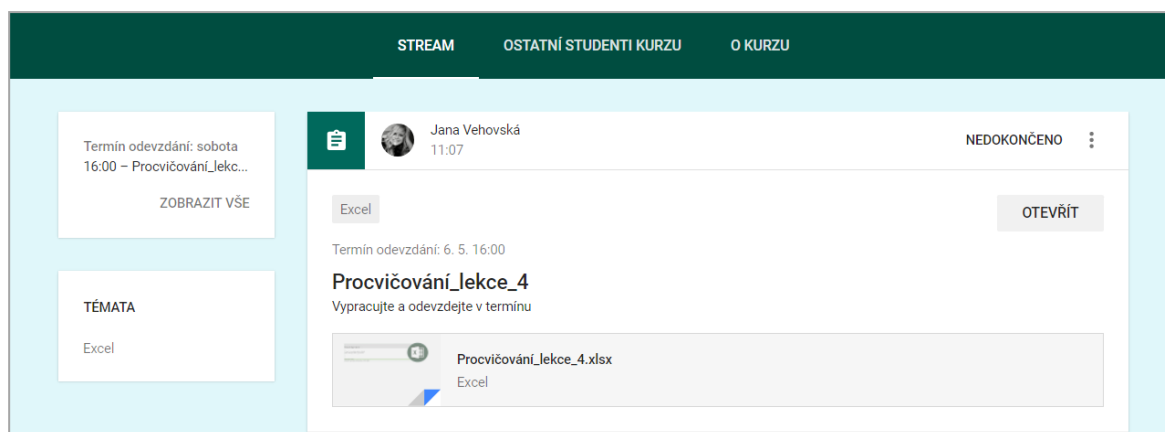 STREAM
OSTATNÍ STUDENTI KURZU
O KURZU
Termín odevzdání: sobota
16:00 – Procvičování_lekc...
ZOBRAZIT VŠE
TÉMATA
Excel
Jana Vehovská
11:07
NEDOKONČENO
Excel
OTEVŘÍT
Termín odevzdání: 6. 5. 16:00
Procvičování_lekce_4
Vypracujte a odevzdejte v termínu
Procvičování_lekce_4.xlsx
Excel